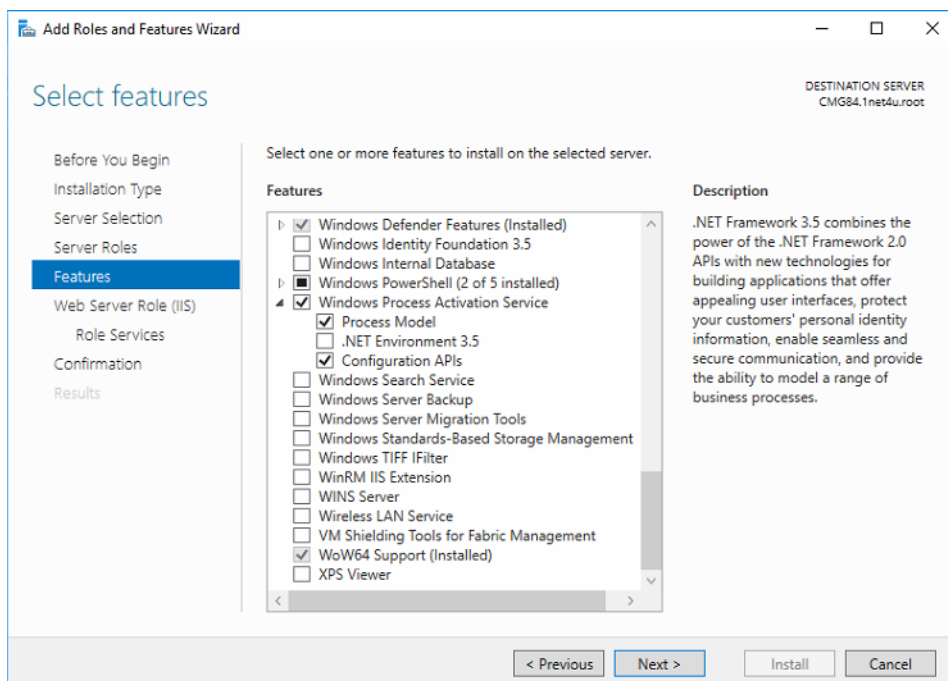 Add Roles and Features Wizard
Select features
DESTINATION SERVER
CMG84.1net4u.root
Before You Begin
Installation Type
Server Selection
Server Roles
Features
Web Server Role (IIS)
Role Services
Confirmation
Results
Select one or more features to install on the selected server.
Features
Windows Defender Features (Installed)
Windows Identity Foundation 3.5
Windows Internal Database
Windows PowerShell (2 of 5 installed)
Windows Process Activation Service
Process Model
.NET Environment 3.5
Configuration APIs
Windows Search Service
Windows Server Backup
Windows Server Migration Tools
Windows Standards-Based Storage Management
Windows TIFF IFilter
WinRM IIS Extension
WINS Server
Wireless LAN Service
VM Shielding Tools for Fabric Management
WoW64 Support (Installed)
XPS Viewer
Description
.NET Framework 3.5 combines the
power of the .NET Framework 2.0
APIs with new technologies for
building applications that offer
appealing user interfaces, protect
your customers' personal identity
information, enable seamless and
secure communication, and provide
the ability to model a range of
business processes.
< Previous
Next >
Install
Cancel